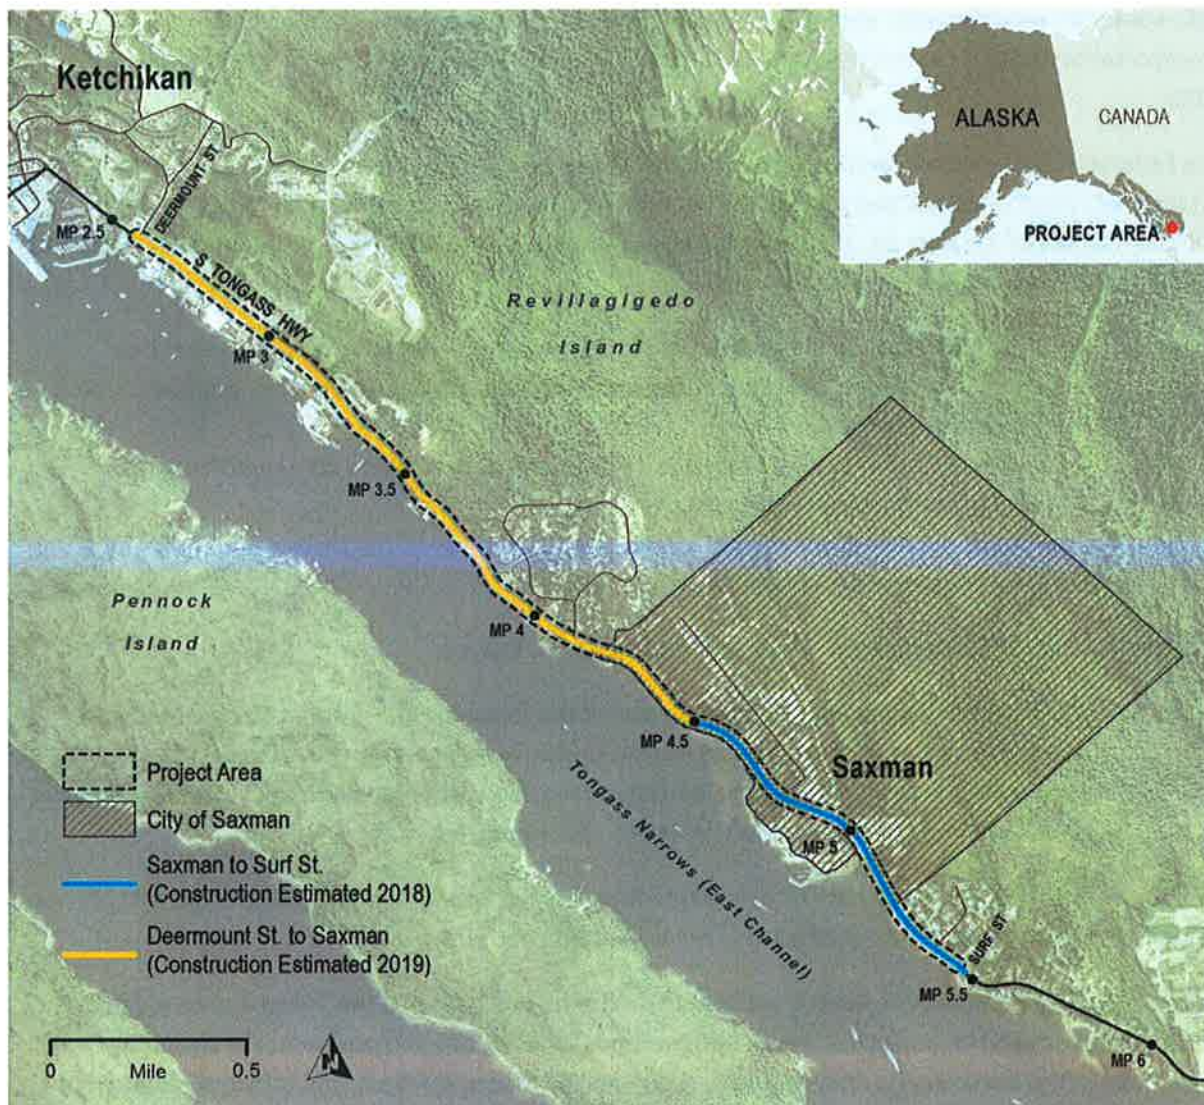 Ketchikan
ALASKA
CANADA
PROJECT AREA
DEERMOUNT ST
MP 2.5
S TONGASS HWY
MP 3
Revillagigedo
Island
MP 3.5
Pennock
Island
MP 4
MP 4.5
Saxman
Tongass Narrows (East Channel)
MP 5
SURF ST
MP 5.5
MP 6
Project Area
City of Saxman
Saxman to Surf St.
(Construction Estimated 2018)
Deermount St. to Saxman
(Construction Estimated 2019)
0 Mile 0.5
N